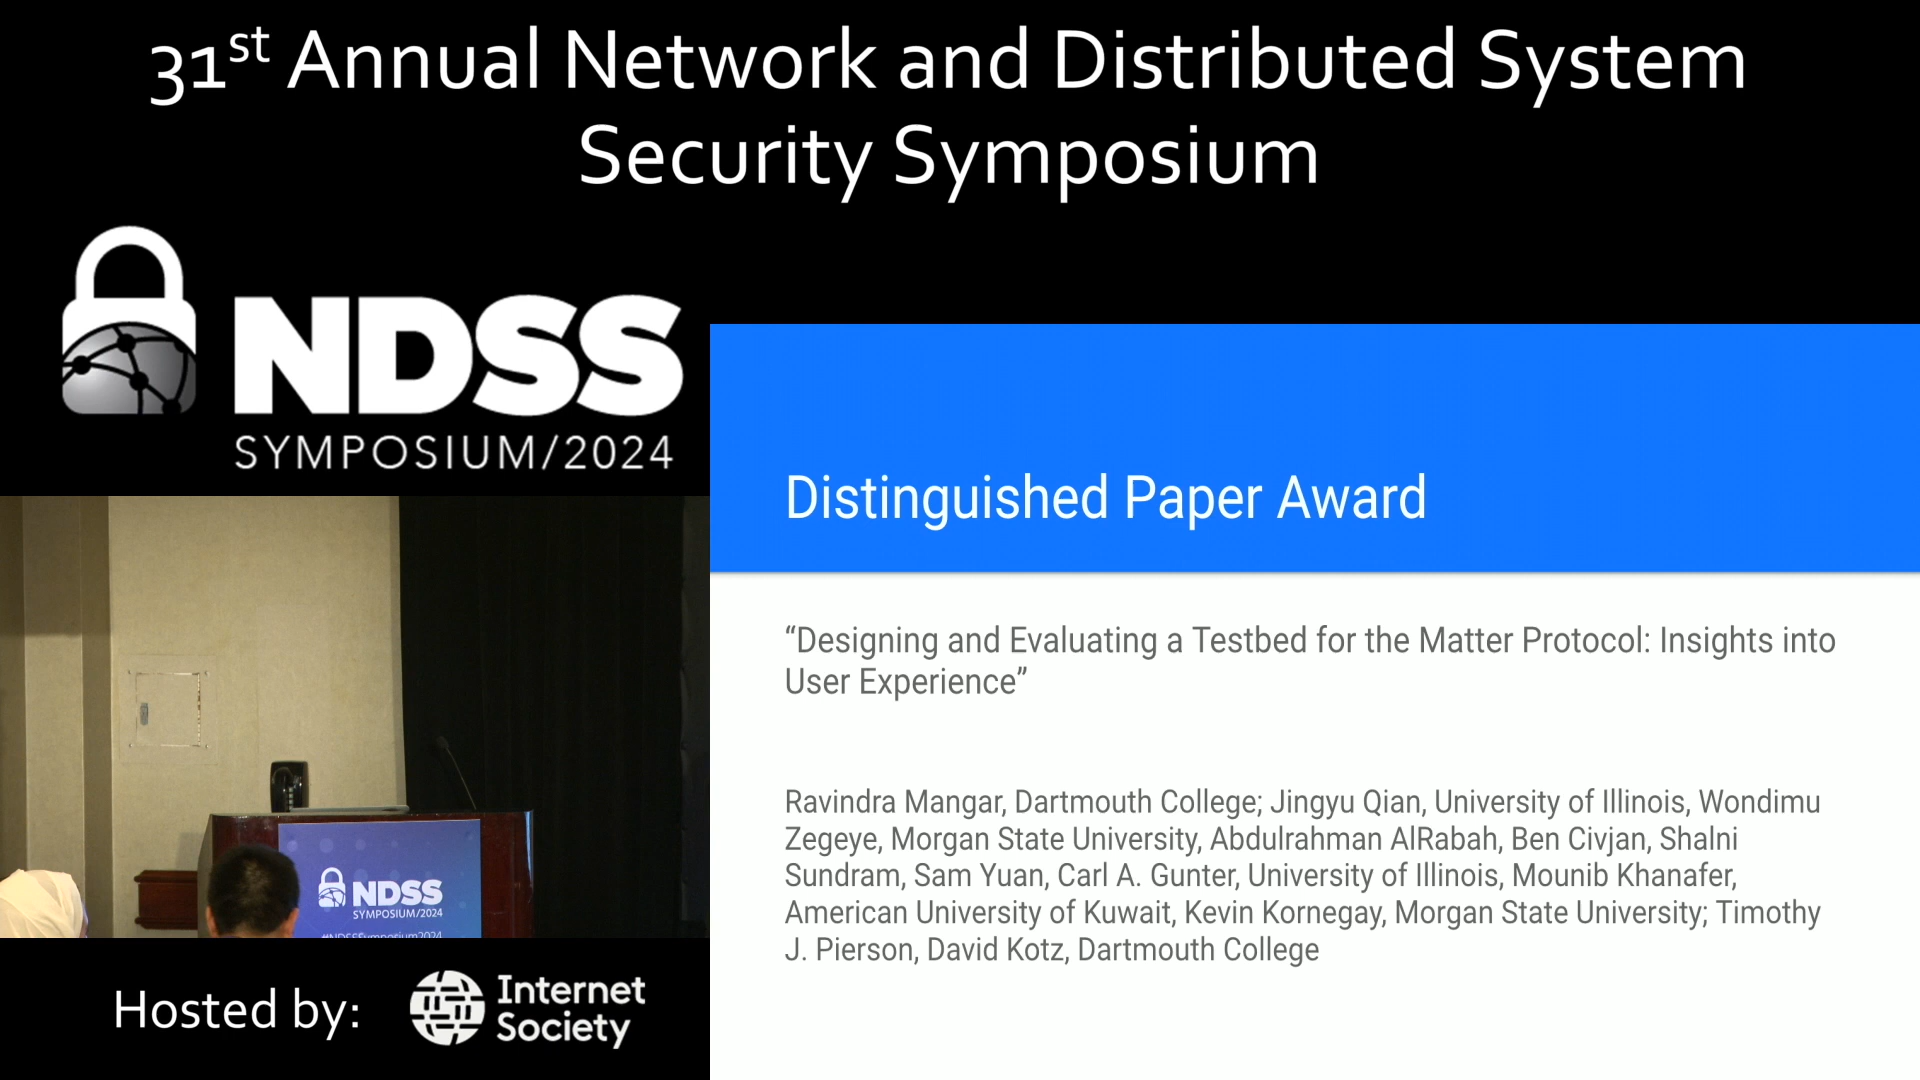 31st Annual Network and Distributed System
Security Symposium
NDSS
SYMPOSIUM/2024
Distinguished Paper Award
“Designing and Evaluating a Testbed for the Matter Protocol: Insights into
User Experience”
Ravindra Mangar, Dartmouth College; Jingyu Qian, University of Illinois, Wondimu
Zegeye, Morgan State University, Abdulrahman AlRabah, Ben Civjan, Shalni
Sundram, Sam Yuan, Carl A. Gunter, University of Illinois, Mounib Khanafer,
American University of Kuwait, Kevin Kornegay, Morgan State University; Timothy
J. Pierson, David Kotz, Dartmouth College
NDSS
SYMPOSIUM/2024
#NDSSSymposium2024
Hosted by:
Internet
Society